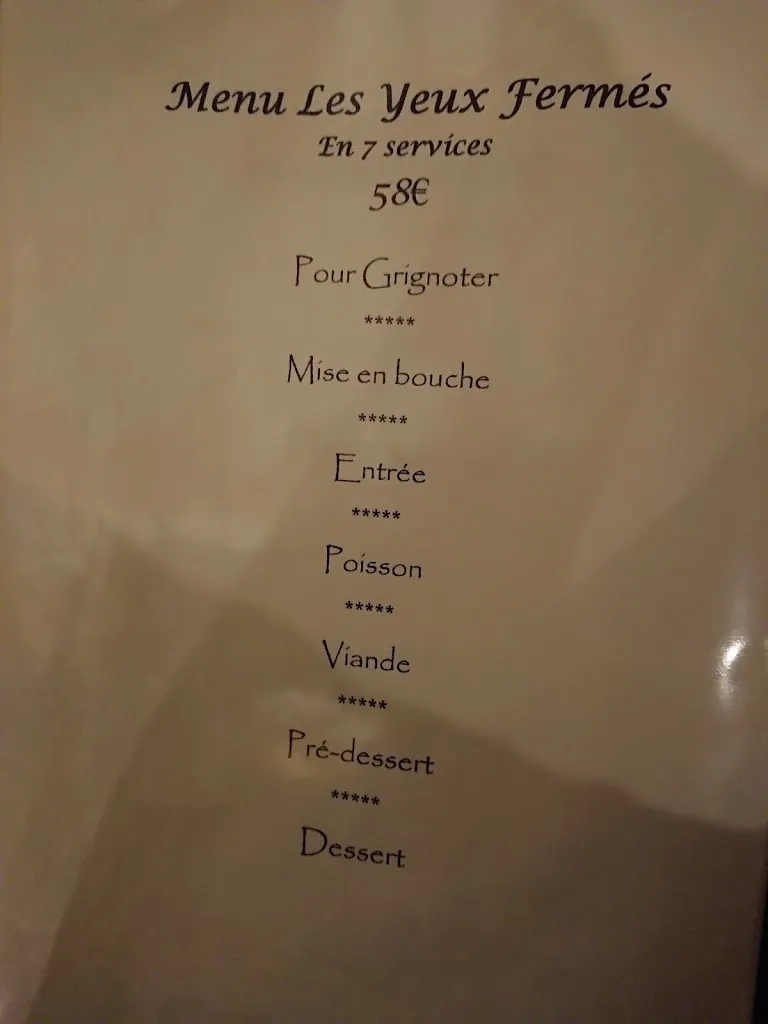 Menu Les Yeux Fermés
En 7 services
58€
Pour Grignoter
*****
Mise en bouche
*****
Entrée
*****
Poisson
*****
Viande
*****
Pré-dessert
*****
Dessert